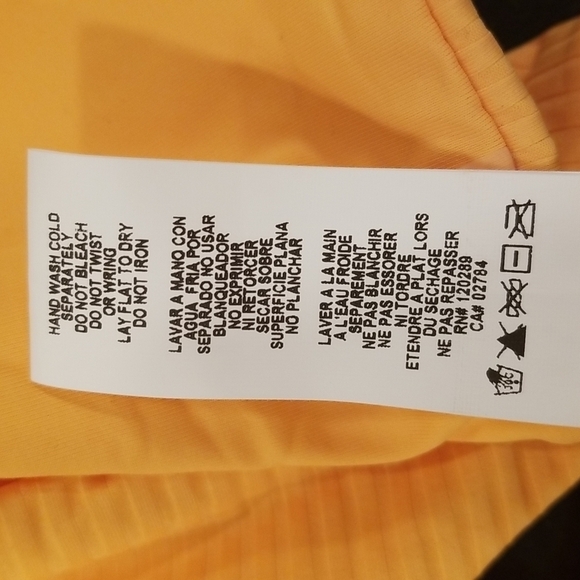 HAND WASH COLD
SEPARATELY
DO NOT BLEACH
DO NOT TWIST
OR WRING
LAY FLAT TO DRY
DO NOT IRON
LAVAR A MANO CON
AGUA FRIA POR
SEPARADO NO USAR
BLANQUEADOR
NO EXPRIMIR
NI RETORCER
SECAR SOBRE
SUPERFICIE PLANA
NO PLANCHAR
LAVER A LA MAIN
A L'EAU FROIDE
SEPAREMENT
NE PAS BLANCHIR
NE PAS ESSORER
NI TORDRE
ETENDRE A PLAT LORS
DU SECHAGE
NE PAS REPASSER
RN# 120289
CA# 02784